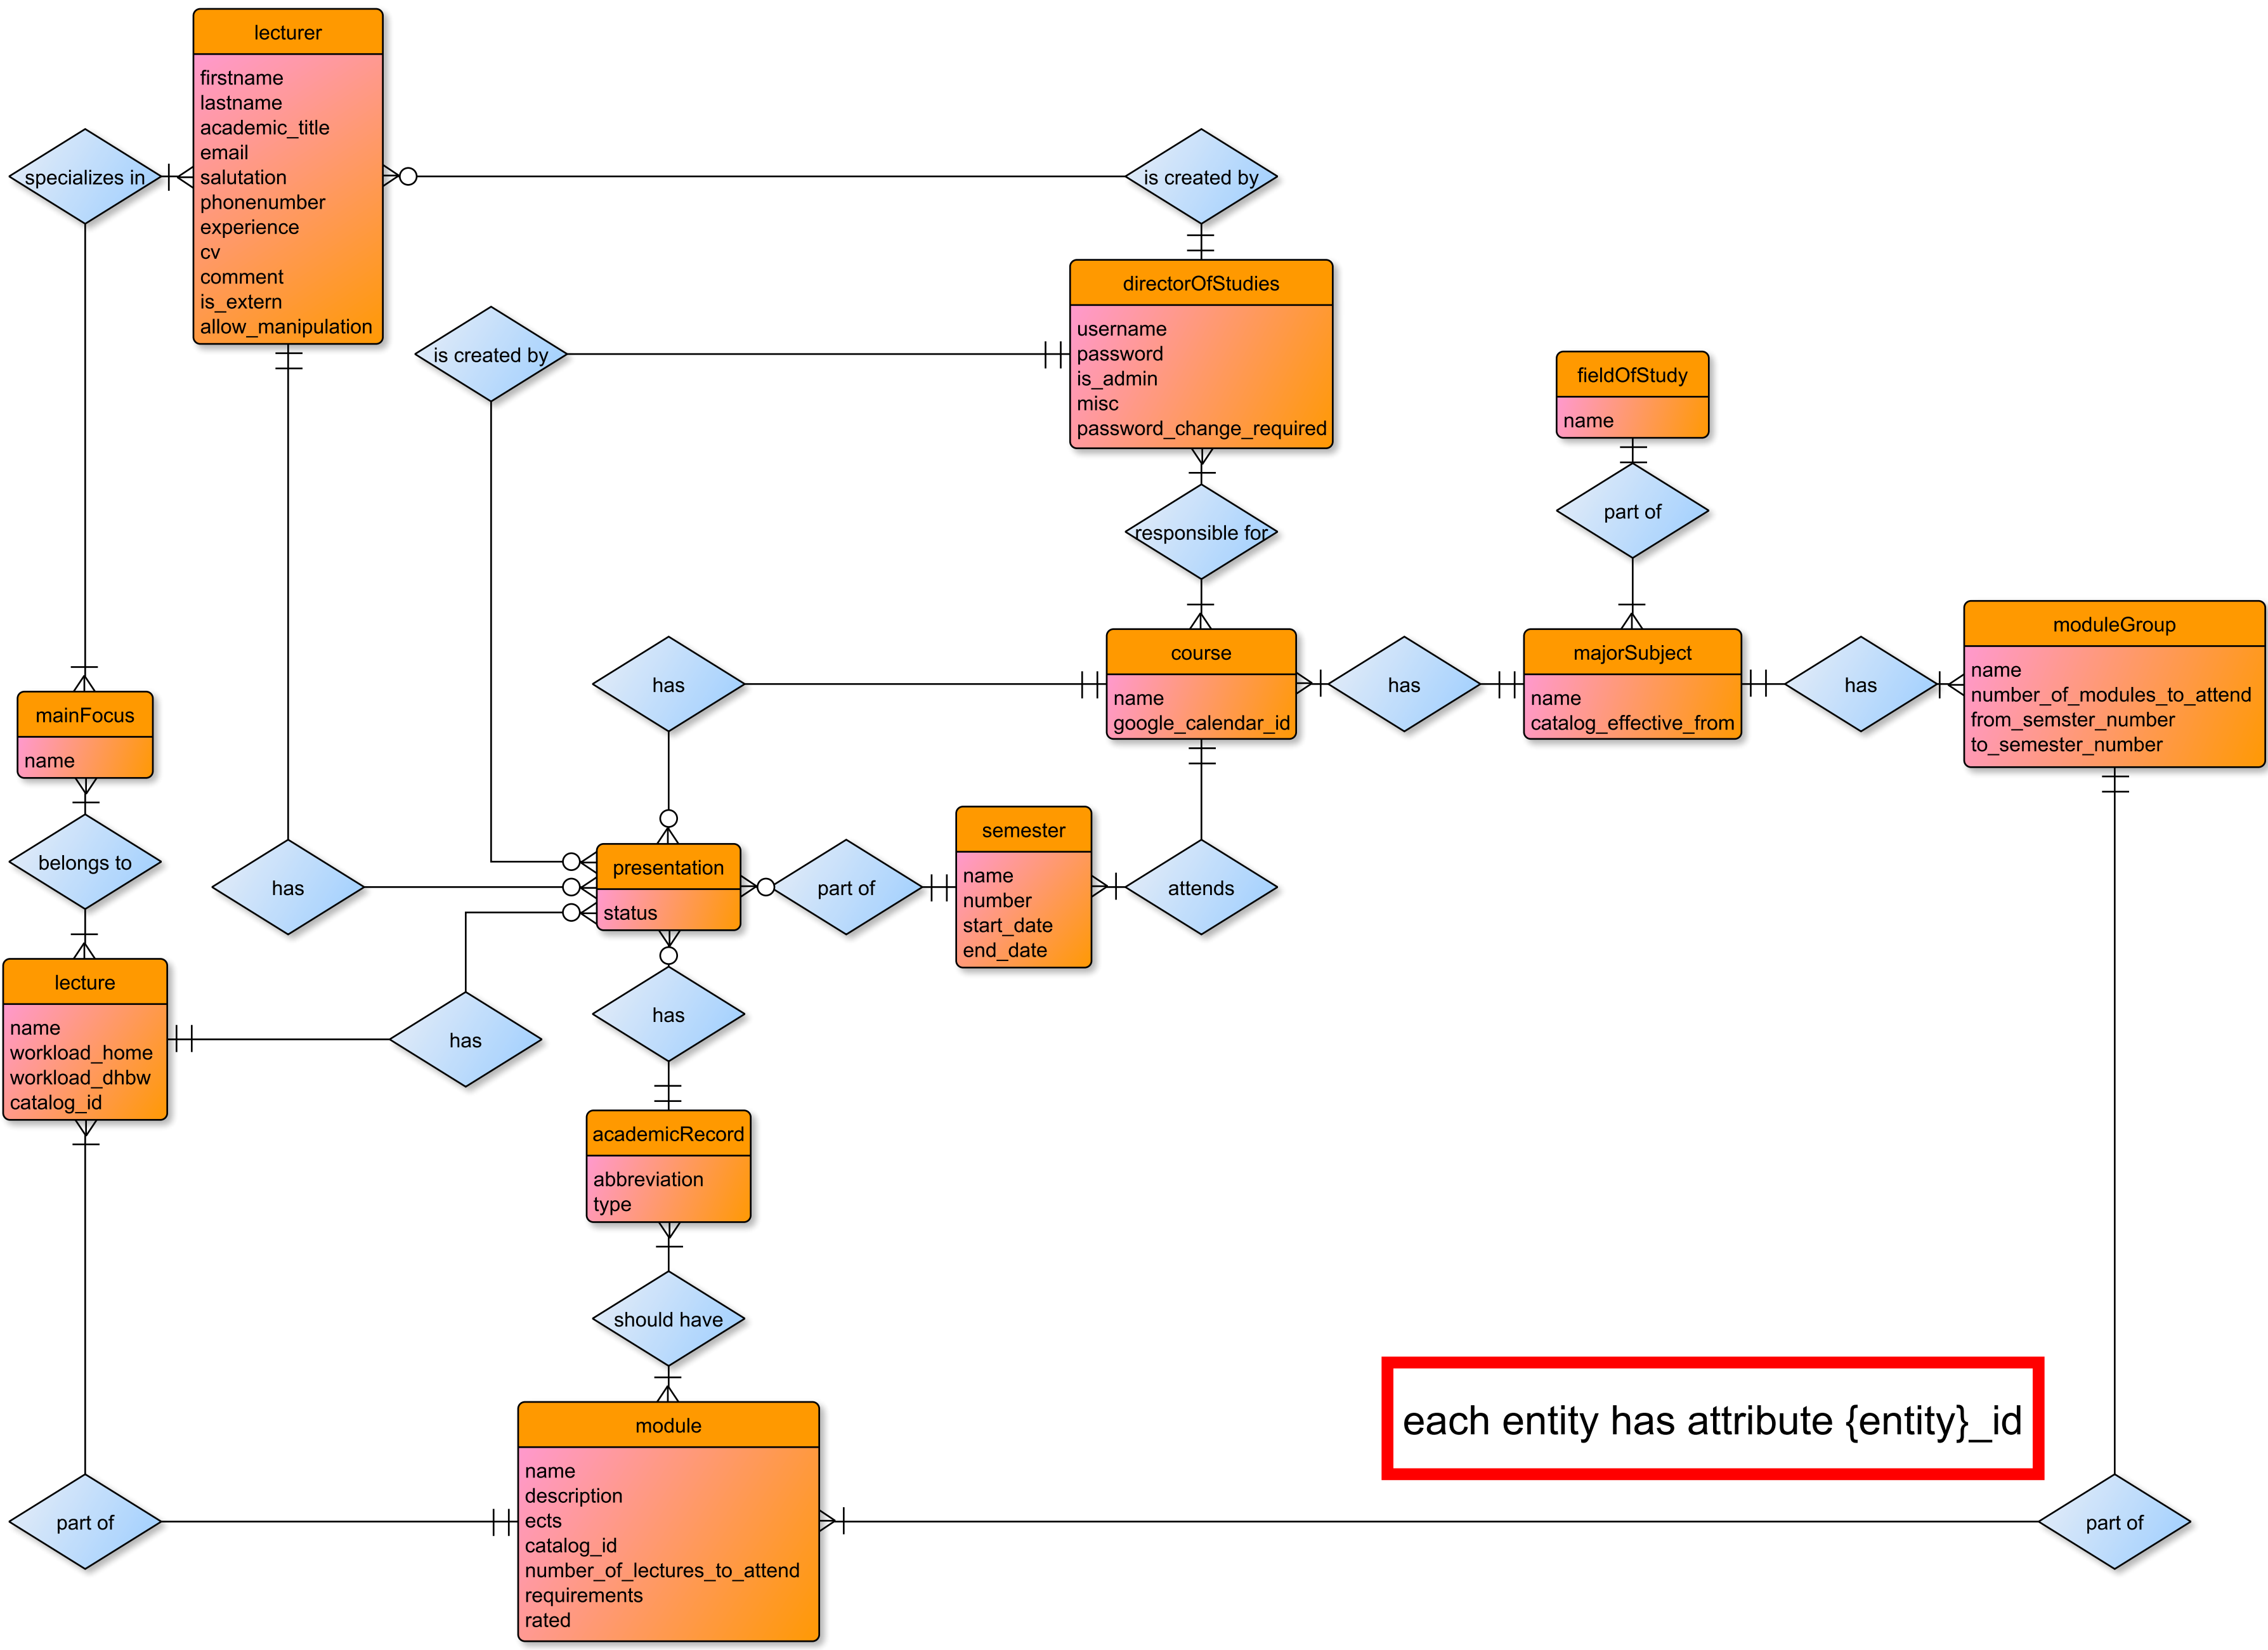 lecturer
firstname
lastname
academic_title
email
salutation
phonenumber
experience
cv
comment
is_extern
allow_manipulation
specializes in
is created by
directorOfStudies
username
password
is_admin
misc
password_change_required
is created by
fieldOfStudy
name
part of
responsible for
has
course
name
google_calendar_id
has
majorSubject
name
catalog_effective_from
has
moduleGroup
name
number_of_modules_to_attend
from_semster_number
to_semester_number
mainFocus
name
belongs to
has
presentation
status
part of
semester
name
number
start_date
end_date
attends
lecture
name
workload_home
workload_dhbw
catalog_id
has
has
academicRecord
abbreviation
type
should have
each entity has attribute {entity}_id
part of
module
name
description
ects
catalog_id
number_of_lectures_to_attend
requirements
rated
part of